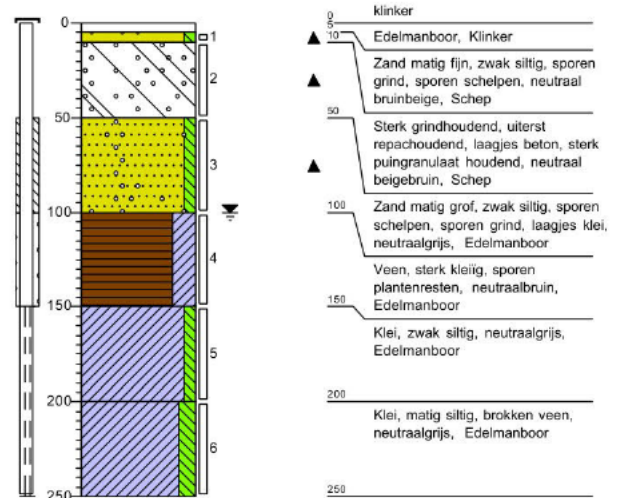 0
50
100
150
200
250
1
2
3
4
5
6
0
klinker
5
Edelmanboor, Klinker
10
Zand matig fijn, zwak siltig, sporen
grind, sporen schelpen, neutraal
bruinbeige, Schep
50
Sterk grindhoudend, uiterst
repachoudend, laagjes beton, sterk
puingranulaat houdend, neutraal
beigebruin, Schep
100
Zand matig grof, zwak siltig, sporen
schelpen, sporen grind, laagjes klei,
neutraalgrijs, Edelmanboor
Veen, sterk kleiïg, sporen
plantenresten, neutraalbruin,
Edelmanboor
150
Klei, zwak siltig, neutraalgrijs,
Edelmanboor
200
Klei, matig siltig, brokken veen,
neutraalgrijs, Edelmanboor
250